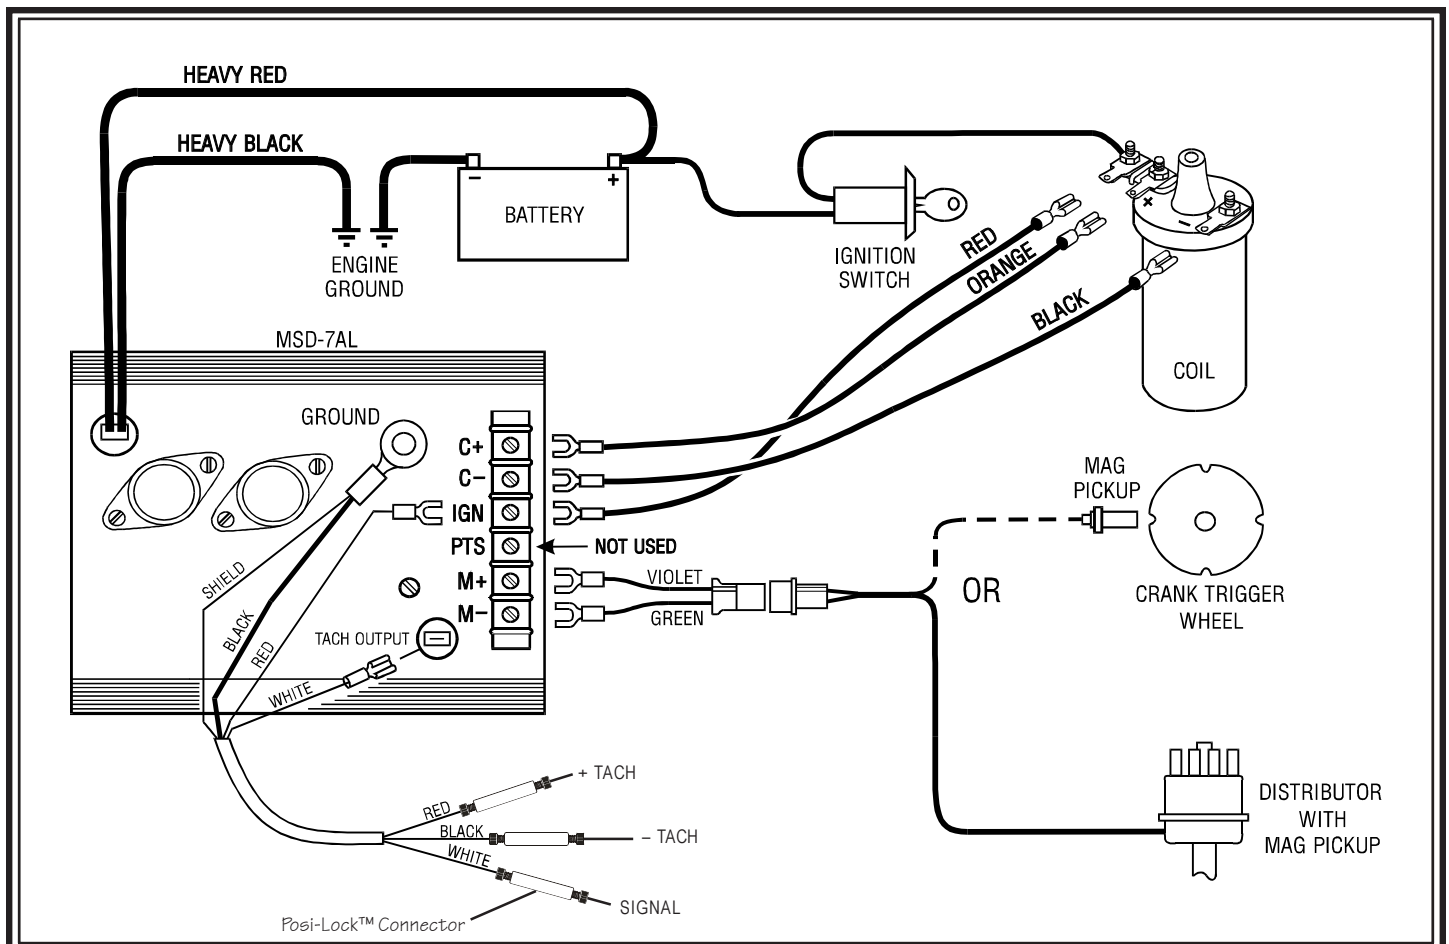 HEAVY RED
HEAVY BLACK
−
+
BATTERY
ENGINE
GROUND
IGNITION
SWITCH
+
−
RED
ORANGE
BLACK
COIL
MSD-7AL
GROUND
C+
C−
IGN
PTS
NOT USED
M+
M−
VIOLET
GREEN
MAG
PICKUP
OR
CRANK TRIGGER
WHEEL
SHIELD
BLACK
RED
TACH OUTPUT
WHITE
RED
+ TACH
BLACK
− TACH
WHITE
SIGNAL
Posi-Lock™ Connector
DISTRIBUTOR
WITH
MAG PICKUP